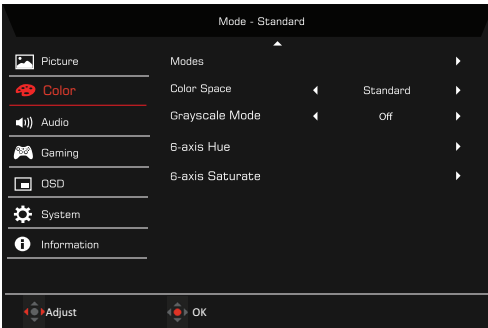 Mode - Standard
Picture
Color
Audio
Gaming
OSD
System
Information
Modes
Color Space Standard
Grayscale Mode Off
6-axis Hue
6-axis Saturate
Adjust OK